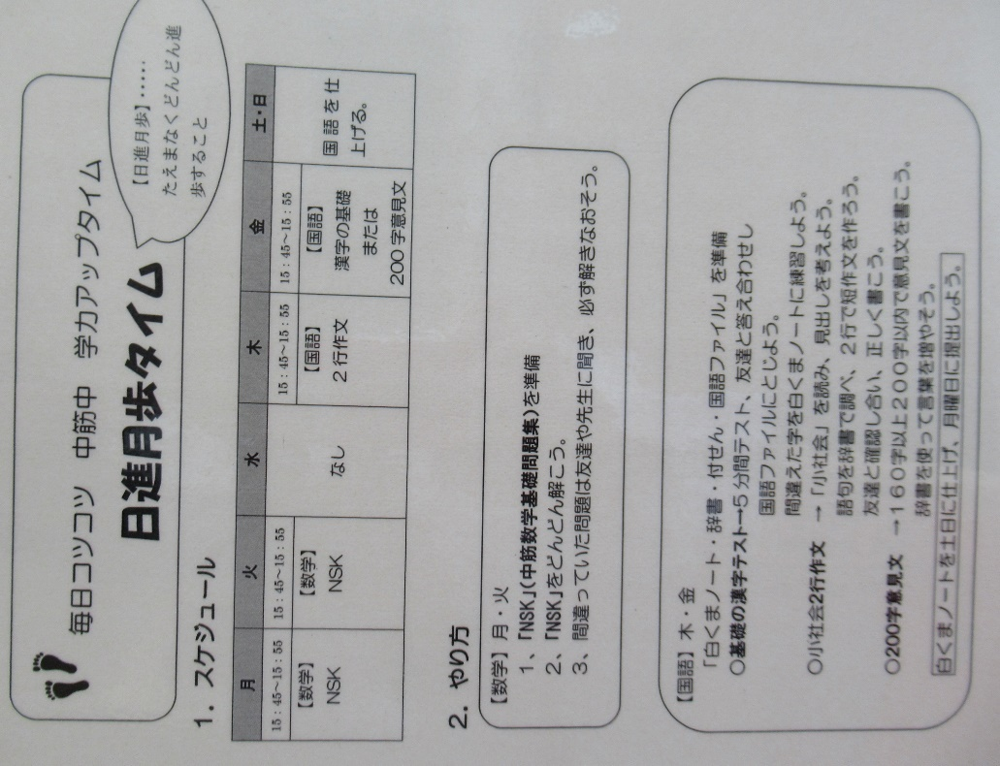 毎日コツコツ 中筋中 学力アップタイム
日進月歩タイム
【日進月歩】・・・・・
たえまなくどんどん進
歩すること
1. スケジュール
月 火 水 木 金 土・日
15:45~15:55 15:45~15:55 なし 15:45~15:55 15:45~15:55 国語を仕
【数学】 【数学】 【国語】 【国語】 上げる。
NSK NSK 2行作文 漢字の基礎
または
200字意見文
2. やり方
【数学】月・火
1、「NSK」(中筋数学基礎問題集)を準備
2、「NSK」をどんどん解こう。
3、間違っていた問題は友達や先生に聞き、必ず解きなおそう。
【国語】木・金
「白くまノート・辞書・付せん・国語ファイル」を準備
○基礎の漢字テスト→5分間テスト、友達と答え合わせし
国語ファイルにとじよう。
間違えた字を白くまノートに練習しよう。
○小社会2行作文 →「小社会」を読み、見出しを考えよう。
語句を辞書で調べ、2行で短作文を作ろう。
友達と確認し合い、正しく書こう。
○200字意見文 →160字以上200字以内で意見文を書こう。
辞書を使って言葉を増やそう。
白くまノートを土日に仕上げ、月曜日に提出しよう。